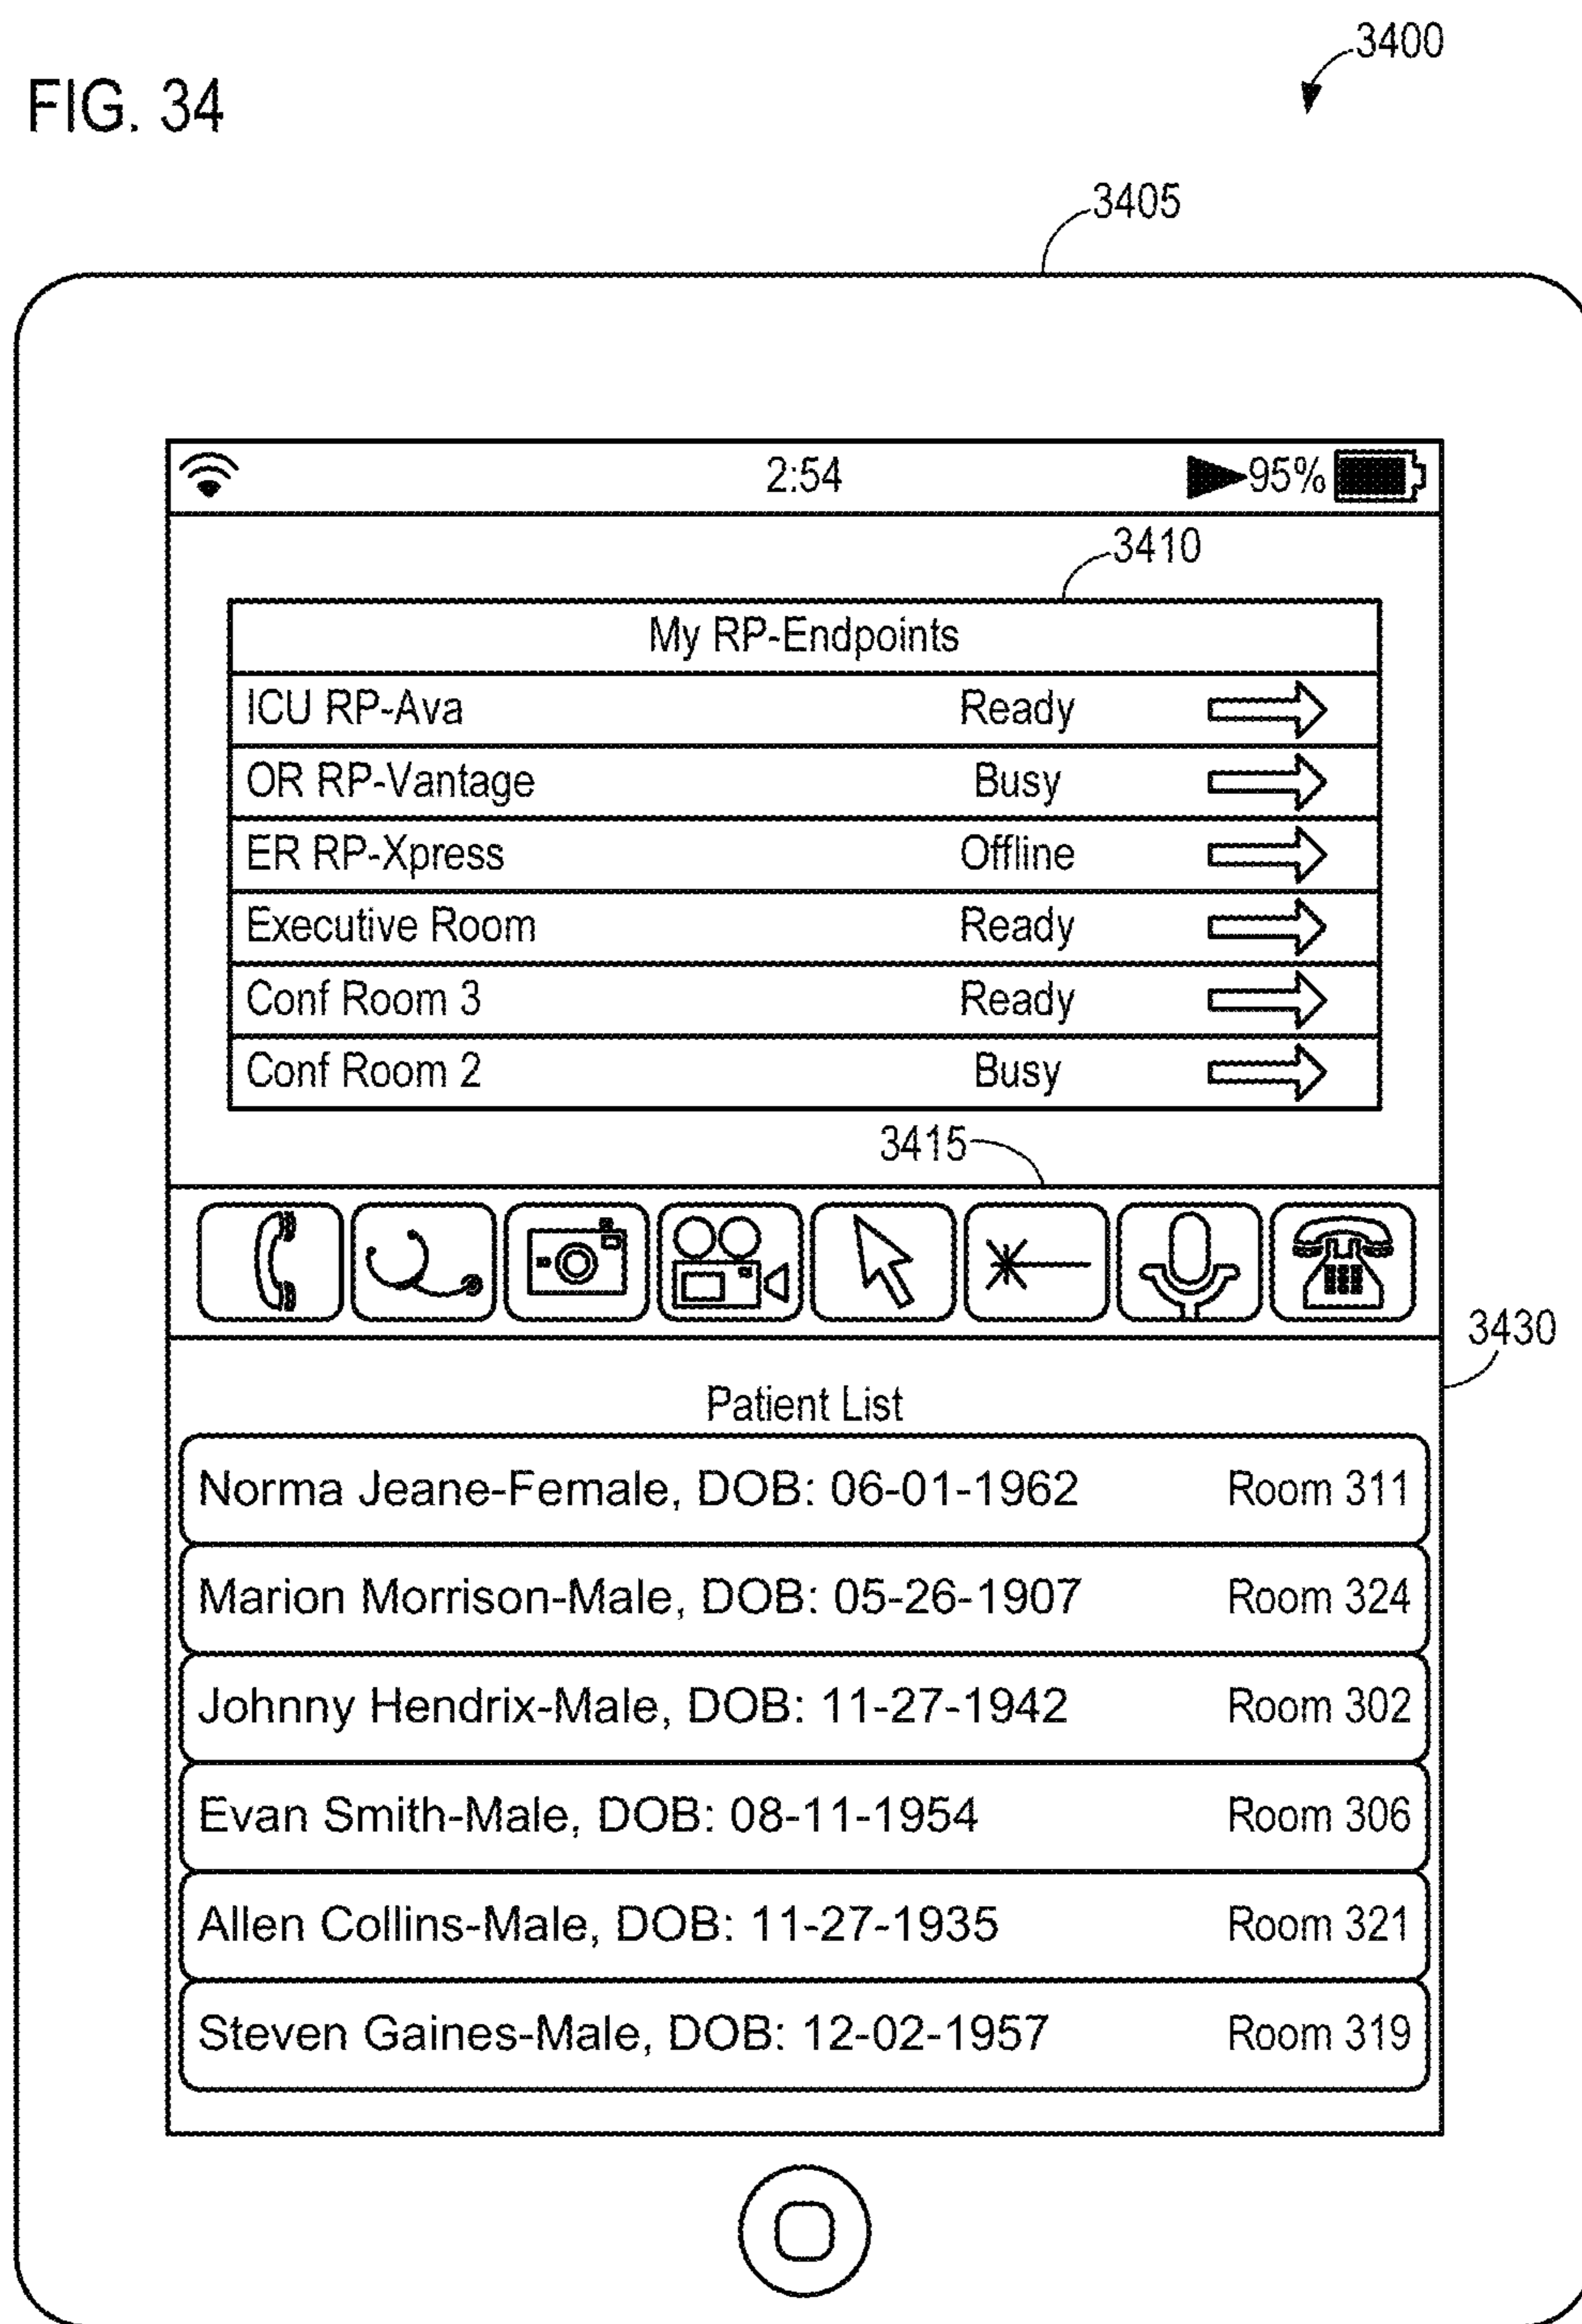 3400
FIG. 34
3405
2:54 95%
3410
My RP-Endpoints
ICU RP-Ava Ready
OR RP-Vantage Busy
ER RP-Xpress Offline
Executive Room Ready
Conf Room 3 Ready
Conf Room 2 Busy
3415
3430
Patient List
Norma Jeane-Female, DOB: 06-01-1962 Room 311
Marion Morrison-Male, DOB: 05-26-1907 Room 324
Johnny Hendrix-Male, DOB: 11-27-1942 Room 302
Evan Smith-Male, DOB: 08-11-1954 Room 306
Allen Collins-Male, DOB: 11-27-1935 Room 321
Steven Gaines-Male, DOB: 12-02-1957 Room 319